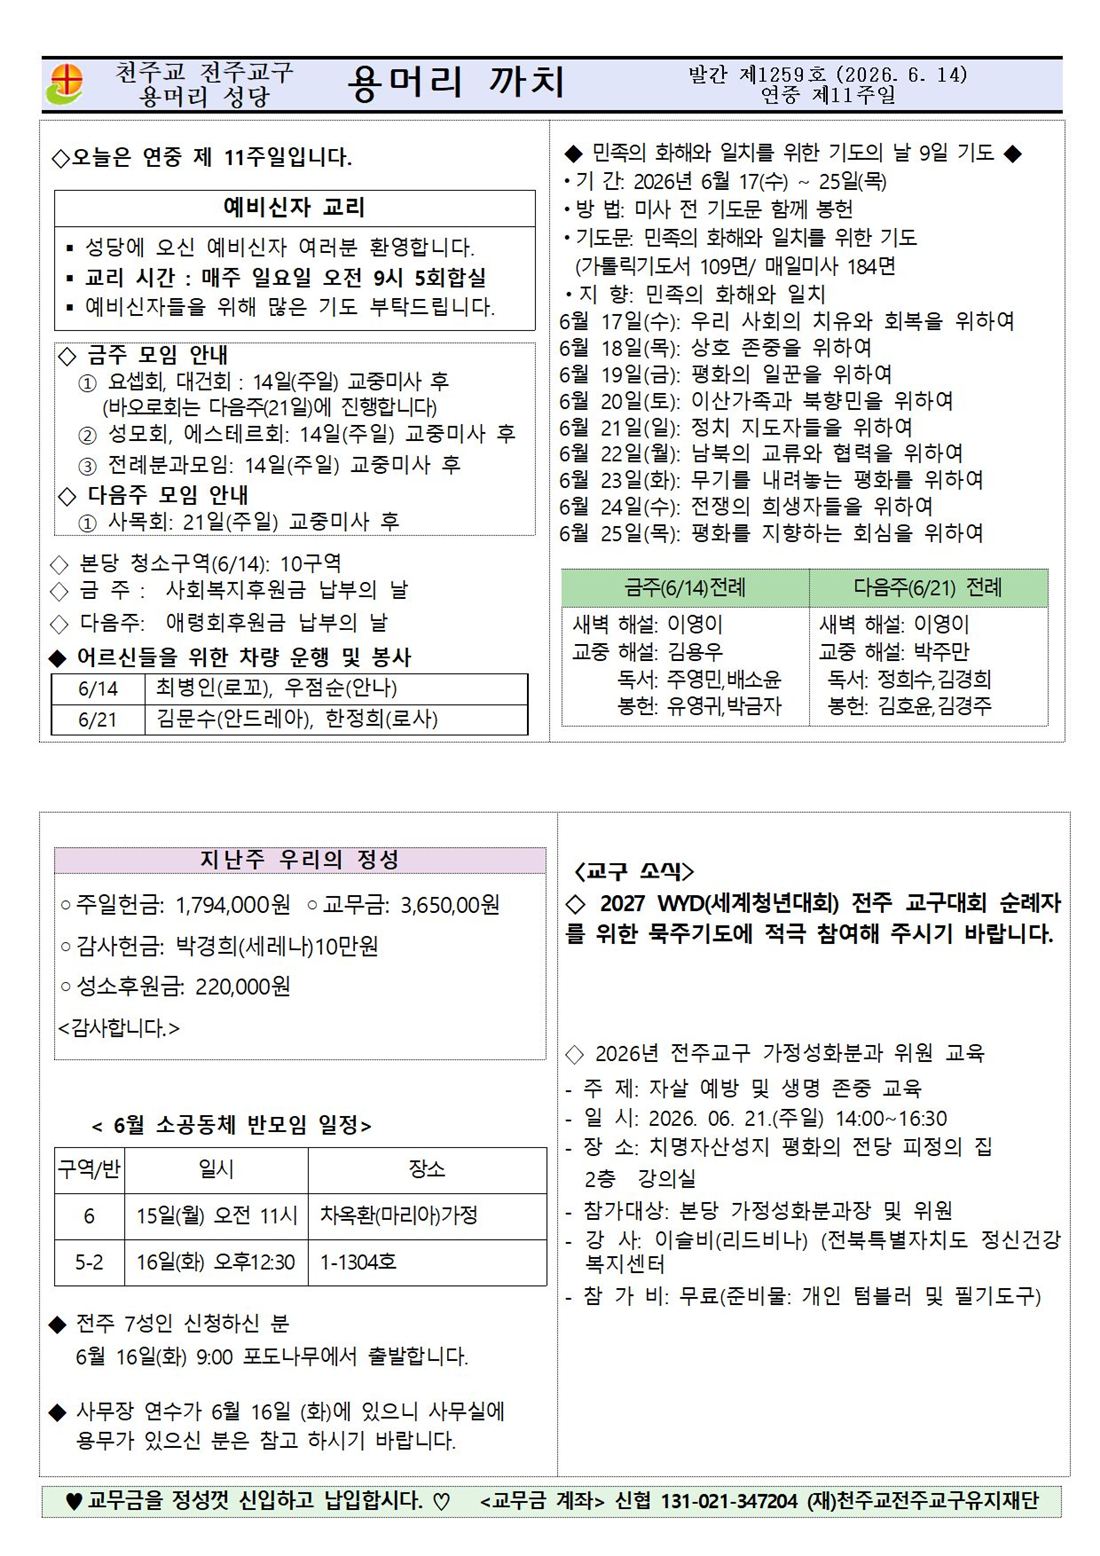 천주교 전주교구
용머리 성당
용머리 까치
발간 제1259호 (2026. 6. 14)
연중 제11주일
◇오늘은 연중 제 11주일입니다.
예비신자 교리
▪ 성당에 오신 예비신자 여러분 환영합니다.
▪ 교리 시간 : 매주 일요일 오전 9시 5회합실
▪ 예비신자들을 위해 많은 기도 부탁드립니다.
◇ 금주 모임 안내
① 요셉회, 대건회 : 14일(주일) 교중미사 후
(바오로회는 다음주(21일)에 진행합니다)
② 성모회, 에스테르회: 14일(주일) 교중미사 후
③ 전례분과모임: 14일(주일) 교중미사 후
◇ 다음주 모임 안내
① 사목회: 21일(주일) 교중미사 후
◇ 본당 청소구역(6/14): 10구역
◇ 금 주 : 사회복지후원금 납부의 날
◇ 다음주: 애령회후원금 납부의 날
◆ 어르신들을 위한 차량 운행 및 봉사
6/14 최병인(로꼬), 우점순(안나)
6/21 김문수(안드레아), 한정희(로사)
◆ 민족의 화해와 일치를 위한 기도의 날 9일 기도 ◆
•기 간: 2026년 6월 17(수) ~ 25일(목)
•방 법: 미사 전 기도문 함께 봉헌
•기도문: 민족의 화해와 일치를 위한 기도
(가톨릭기도서 109면/ 매일미사 184면
•지 향: 민족의 화해와 일치
6월 17일(수): 우리 사회의 치유와 회복을 위하여
6월 18일(목): 상호 존중을 위하여
6월 19일(금): 평화의 일꾼을 위하여
6월 20일(토): 이산가족과 북향민을 위하여
6월 21일(일): 정치 지도자들을 위하여
6월 22일(월): 남북의 교류와 협력을 위하여
6월 23일(화): 무기를 내려놓는 평화를 위하여
6월 24일(수): 전쟁의 희생자들을 위하여
6월 25일(목): 평화를 지향하는 회심을 위하여
금주(6/14)전례 다음주(6/21) 전례
새벽 해설: 이영이 새벽 해설: 이영이
교중 해설: 김용우 교중 해설: 박주만
독서: 주영민,배소윤 독서: 정희수,김경희
봉헌: 유영귀,박금자 봉헌: 김호윤,김경주
지난주 우리의 정성
○주일헌금: 1,794,000원 ○교무금: 3,650,00원
○감사헌금: 박경희(세레나)10만원
○성소후원금: 220,000원
<감사합니다.>
< 6월 소공동체 반모임 일정>
구역/반 일시 장소
6 15일(월) 오전 11시 차옥환(마리아)가정
5-2 16일(화) 오후12:30 1-1304호
◆ 전주 7성인 신청하신 분
6월 16일(화) 9:00 포도나무에서 출발합니다.
◆ 사무장 연수가 6월 16일 (화)에 있으니 사무실에
용무가 있으신 분은 참고 하시기 바랍니다.
<교구 소식>
◇ 2027 WYD(세계청년대회) 전주 교구대회 순례자
를 위한 묵주기도에 적극 참여해 주시기 바랍니다.
◇ 2026년 전주교구 가정성화분과 위원 교육
- 주 제: 자살 예방 및 생명 존중 교육
- 일 시: 2026. 06. 21.(주일) 14:00~16:30
- 장 소: 치명자산성지 평화의 전당 피정의 집
2층 강의실
- 참가대상: 본당 가정성화분과장 및 위원
- 강 사: 이슬비(리드비나) (전북특별자치도 정신건강
복지센터
- 참 가 비: 무료(준비물: 개인 텀블러 및 필기도구)
♥교무금을 정성껏 신입하고 납입합시다. ♡ <교무금 계좌> 신협 131-021-347204 (재)천주교전주교구유지재단